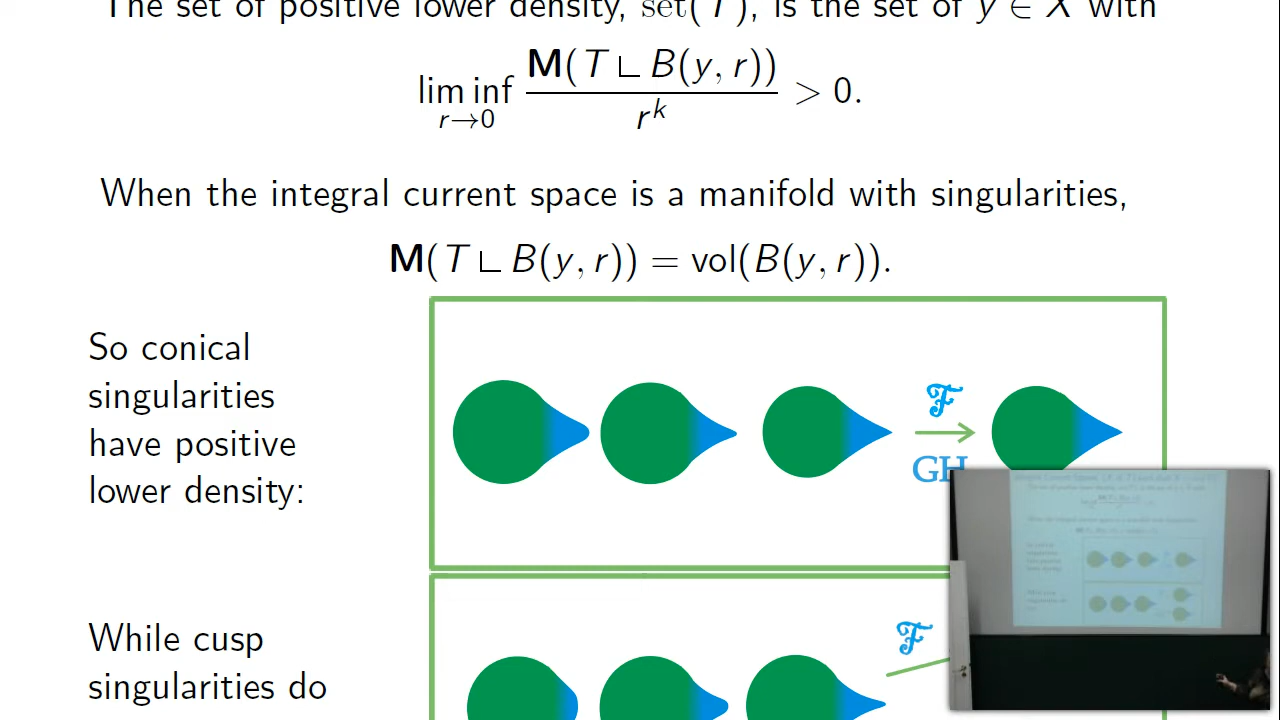 The set of positive lower density, set(T), is the set of y ∈ X with
lim inf_{r→0} M(T ⌞ B(y, r)) / r^k > 0.
When the integral current space is a manifold with singularities,
M(T ⌞ B(y, r)) = vol(B(y, r)).
So conical
singularities
have positive
lower density:
ℱ
GH
While cusp
singularities do
ℱ